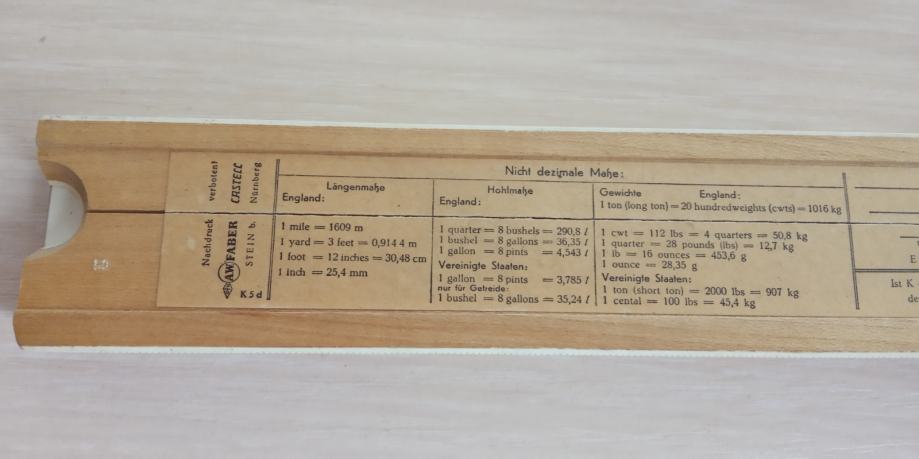 Nachdruck verboten!
AW FABER CASTELL
STEIN b. Nürnberg
K 5 d
Nicht dezimale Maße:
Längenmaße
England:
1 mile = 1609 m
1 yard = 3 feet = 0,914 4 m
1 foot = 12 inches = 30,48 cm
1 inch = 25,4 mm
Hohlmaße
England:
1 quarter = 8 bushels = 290,8 l
1 bushel = 8 gallons = 36,35 l
1 gallon = 8 pints = 4,543 l
Vereinigte Staaten:
1 gallon = 8 pints = 3,785 l
nur für Getreide:
1 bushel = 8 gallons = 35,24 l
Gewichte England:
1 ton (long ton) = 20 hundredweights (cwts) = 1016 kg
1 cwt = 112 lbs = 4 quarters = 50,8 kg
1 quarter = 28 pounds (lbs) = 12,7 kg
1 lb = 16 ounces = 453,6 g
1 ounce = 28,35 g
Vereinigte Staaten:
1 ton (short ton) = 2000 lbs = 907 kg
1 cental = 100 lbs = 45,4 kg
E
Ist K